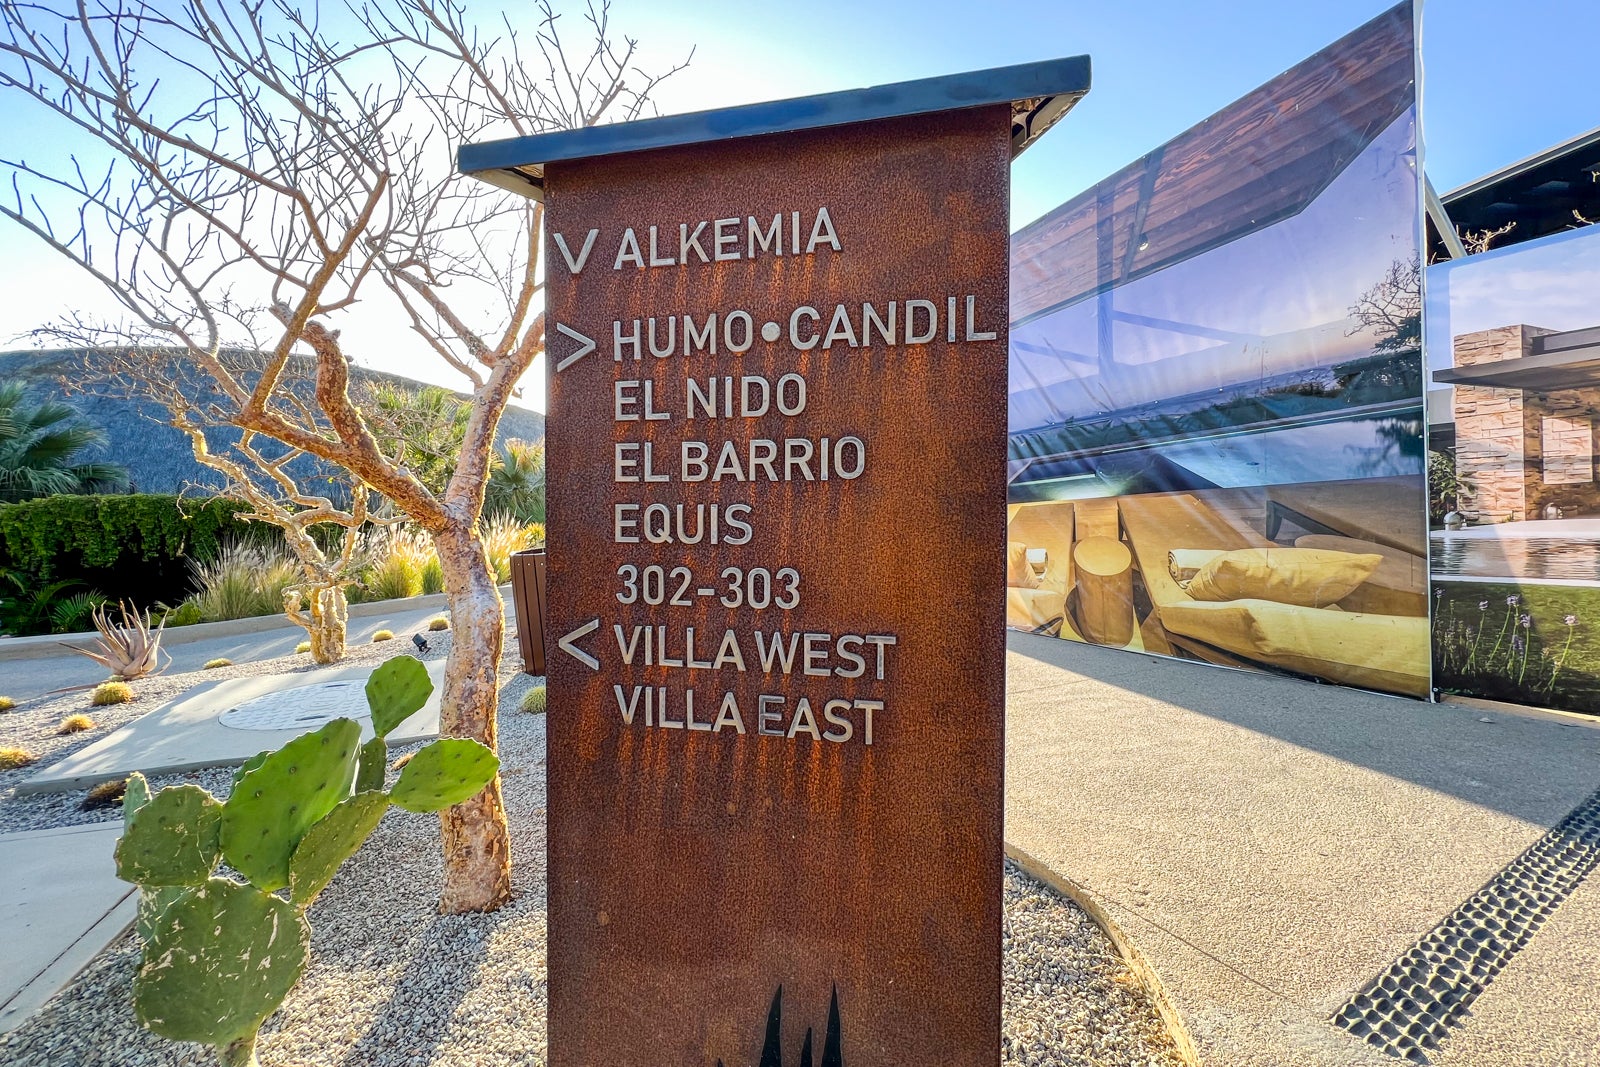 V ALKEMIA
> HUMO•CANDIL
EL NIDO
EL BARRIO
EQUIS
302-303
< VILLA WEST
VILLA EAST